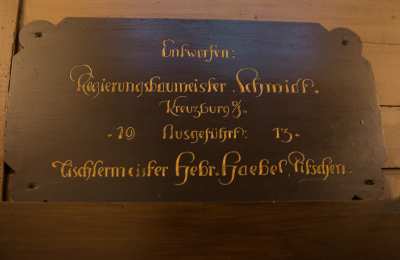 Entworfen:
Regierungsbaumeister Schmidt.
Kreuzburg O/S.
- 19 Ausgeführt: 13 -
Tischlermeister Gebr. Haebel, Pitschen.